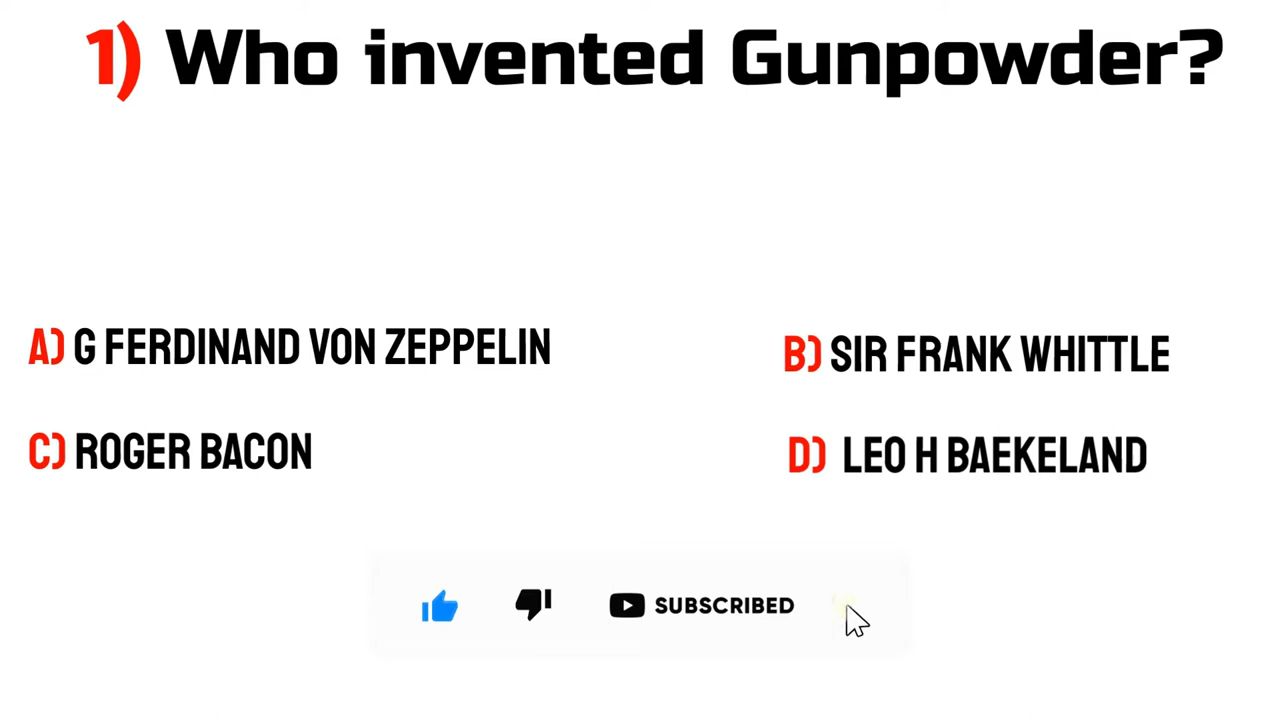 1) Who invented Gunpowder?
A) G FERDINAND VON ZEPPELIN
B) SIR FRANK WHITTLE
C) ROGER BACON
D) LEO H BAEKELAND
SUBSCRIBED